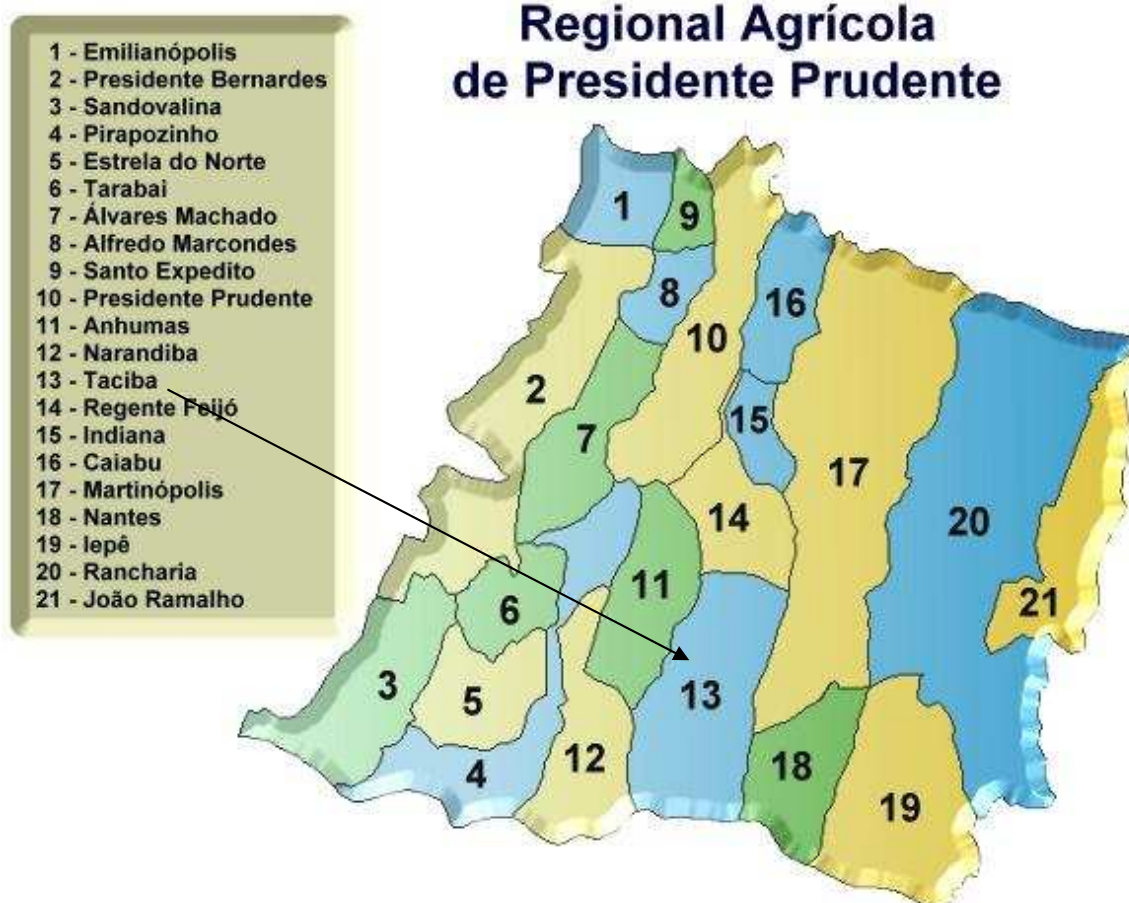 Regional Agrícola
de Presidente Prudente
1 - Emilianópolis
2 - Presidente Bernardes
3 - Sandovalina
4 - Pirapozinho
5 - Estrela do Norte
6 - Tarabai
7 - Álvares Machado
8 - Alfredo Marcondes
9 - Santo Expedito
10 - Presidente Prudente
11 - Anhumas
12 - Narandiba
13 - Taciba
14 - Regente Feijó
15 - Indiana
16 - Caiabu
17 - Martinópolis
18 - Nantes
19 - Iepê
20 - Rancharia
21 - João Ramalho
1
9
8
16
10
2
15
7
17
14
20
11
6
21
3
5
13
4
12
18
19